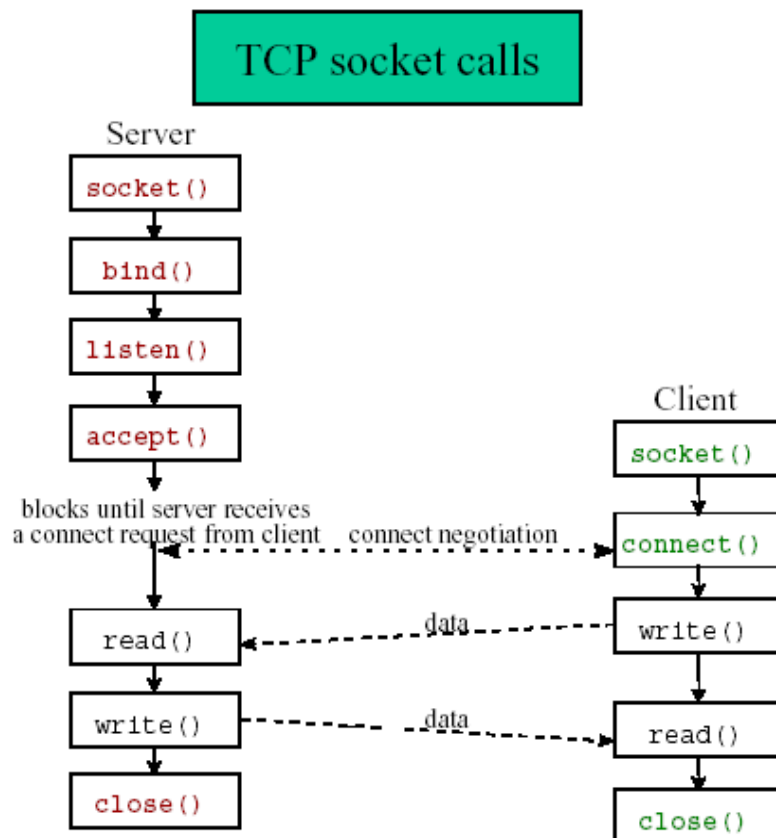 TCP socket calls
Server
socket()
bind()
listen()
accept()
blocks until server receives
a connect request from client
connect negotiation
read()
write()
close()
Client
socket()
connect()
data
write()
data
read()
close()